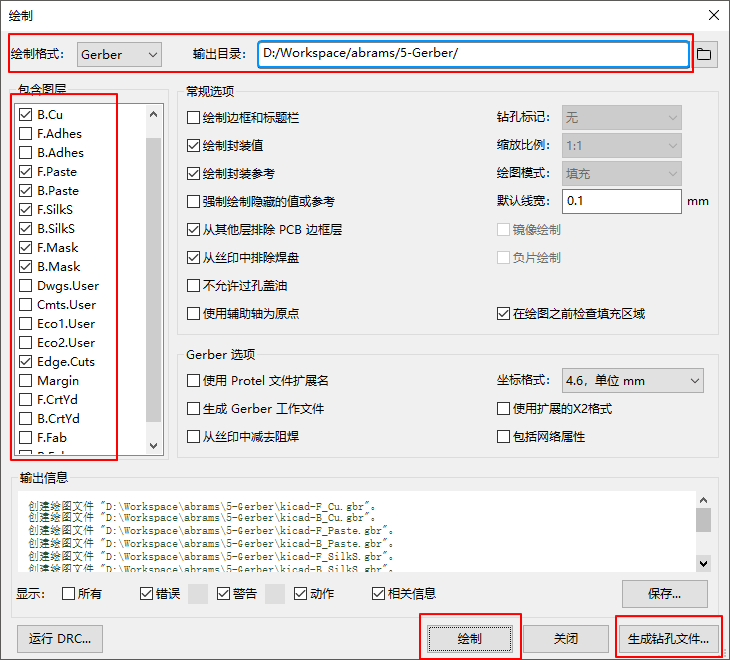 绘制
绘制格式: Gerber 输出目录: D:/Workspace/abrams/5-Gerber/
包含图层
B.Cu
F.Adhes
B.Adhes
F.Paste
B.Paste
F.SilkS
B.SilkS
F.Mask
B.Mask
Dwgs.User
Cmts.User
Eco1.User
Eco2.User
Edge.Cuts
Margin
F.CrtYd
B.CrtYd
F.Fab
常规选项
绘制边框和标题栏 钻孔标记: 无
绘制封装值 缩放比例: 1:1
绘制封装参考 绘图模式: 填充
强制绘制隐藏的值或参考 默认线宽: 0.1 mm
从其他层排除 PCB 边框层 镜像绘制
从丝印中排除焊盘 负片绘制
不允许过孔盖油
使用辅助轴为原点 在绘图之前检查填充区域
Gerber 选项
使用 Protel 文件扩展名 坐标格式: 4.6，单位 mm
生成 Gerber 工作文件 使用扩展的X2格式
从丝印中减去阻焊 包括网络属性
输出信息
创建绘图文件 "D:\Workspace\abrams\5-Gerber\kicad-F_Cu.gbr"。
创建绘图文件 "D:\Workspace\abrams\5-Gerber\kicad-B_Cu.gbr"。
创建绘图文件 "D:\Workspace\abrams\5-Gerber\kicad-F_Paste.gbr"。
创建绘图文件 "D:\Workspace\abrams\5-Gerber\kicad-B_Paste.gbr"。
创建绘图文件 "D:\Workspace\abrams\5-Gerber\kicad-F_SilkS.gbr"。
创建绘图文件 "D:\Workspace\abrams\5-Gerber\kicad-B_SilkS.gbr"。
显示: 所有 错误 警告 动作 相关信息 保存...
运行 DRC... 绘制 关闭 生成钻孔文件...